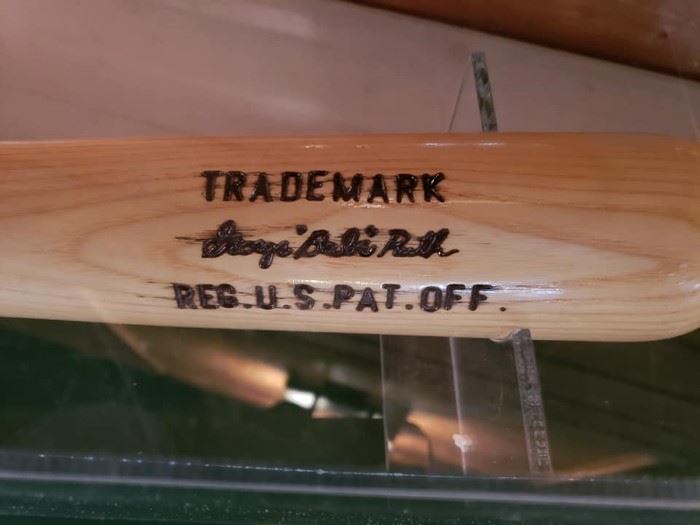 TRADEMARK
George "Babe" Ruth
REG.U.S.PAT.OFF.